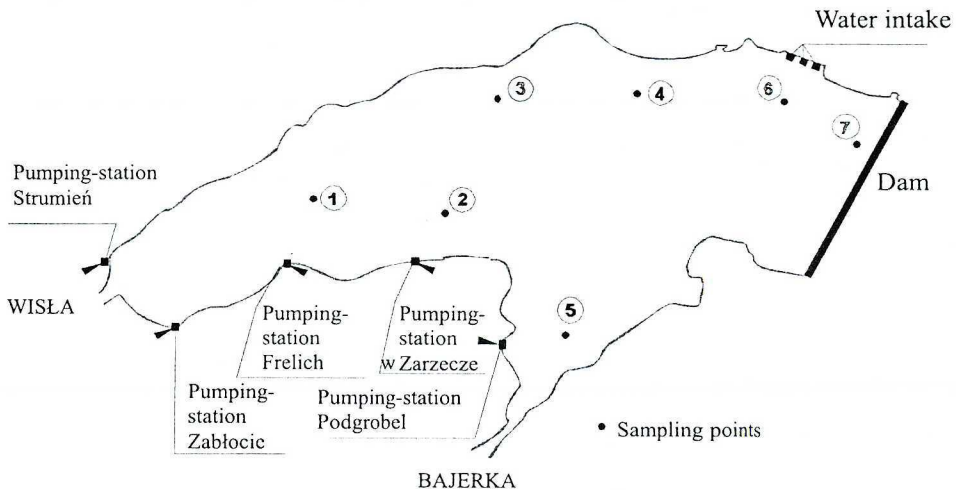 Water intake
3
4
6
7
Pumping-station
Strumień
Dam
1
2
WISŁA
5
Pumping-
station
Frelich
Pumping-
station
w Zarzecze
Pumping-
station
Zabłocie
Pumping-station
Podgrobel
Sampling points
BAJERKA